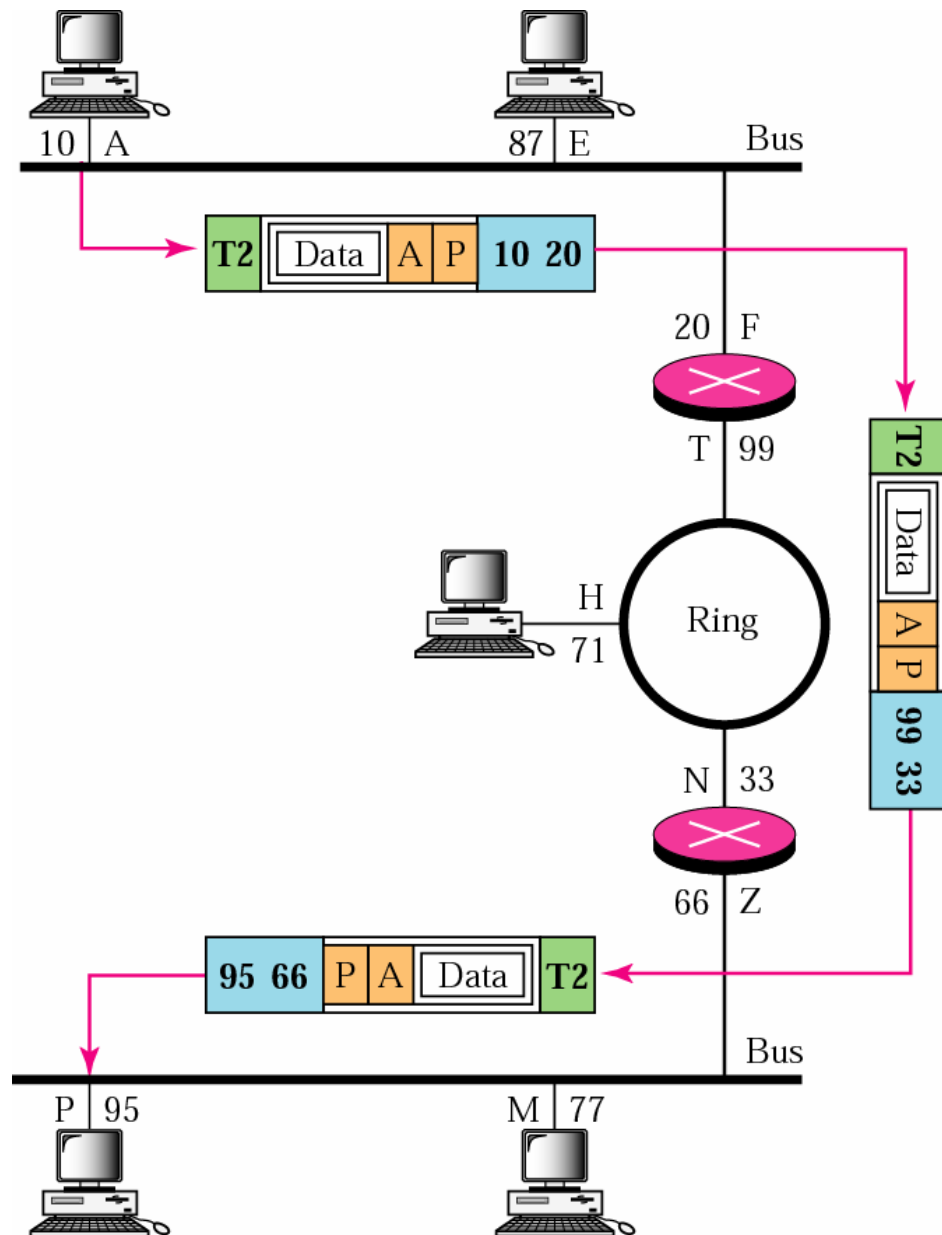 10 A
87 E
Bus
T2 Data A P 10 20
20 F
T 99
T2 Data A P 99 33
H
71
Ring
N 33
66 Z
95 66 P A Data T2
Bus
P 95
M 77